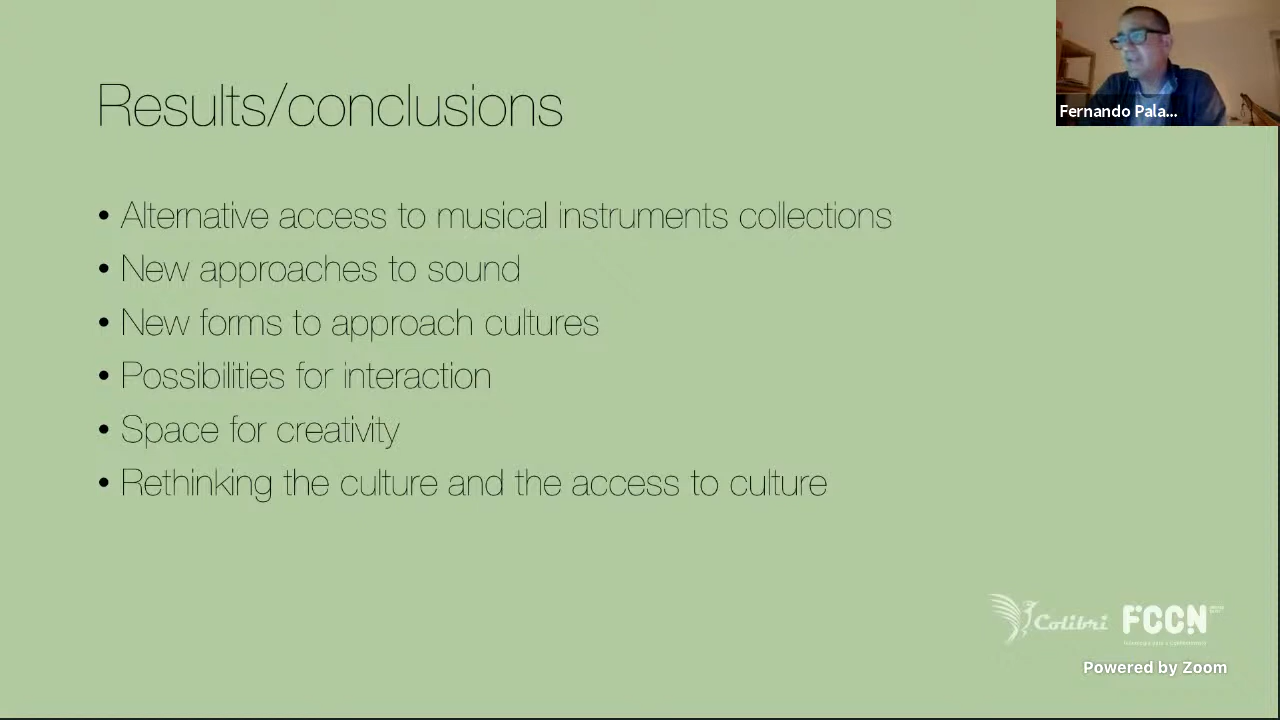 Results/conclusions
Fernando Pala...
• Alternative access to musical instruments collections
• New approaches to sound
• New forms to approach cultures
• Possibilities for interaction
• Space for creativity
• Rethinking the culture and the access to culture
Colibri FCCN
Powered by Zoom